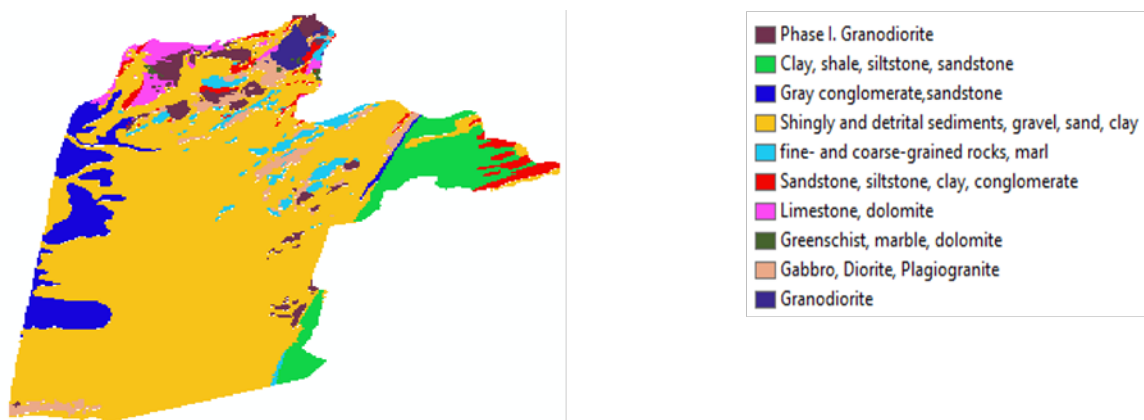 Phase I. Granodiorite
Clay, shale, siltstone, sandstone
Gray conglomerate,sandstone
Shingly and detrital sediments, gravel, sand, clay
fine- and coarse-grained rocks, marl
Sandstone, siltstone, clay, conglomerate
Limestone, dolomite
Greenschist, marble, dolomite
Gabbro, Diorite, Plagiogranite
Granodiorite